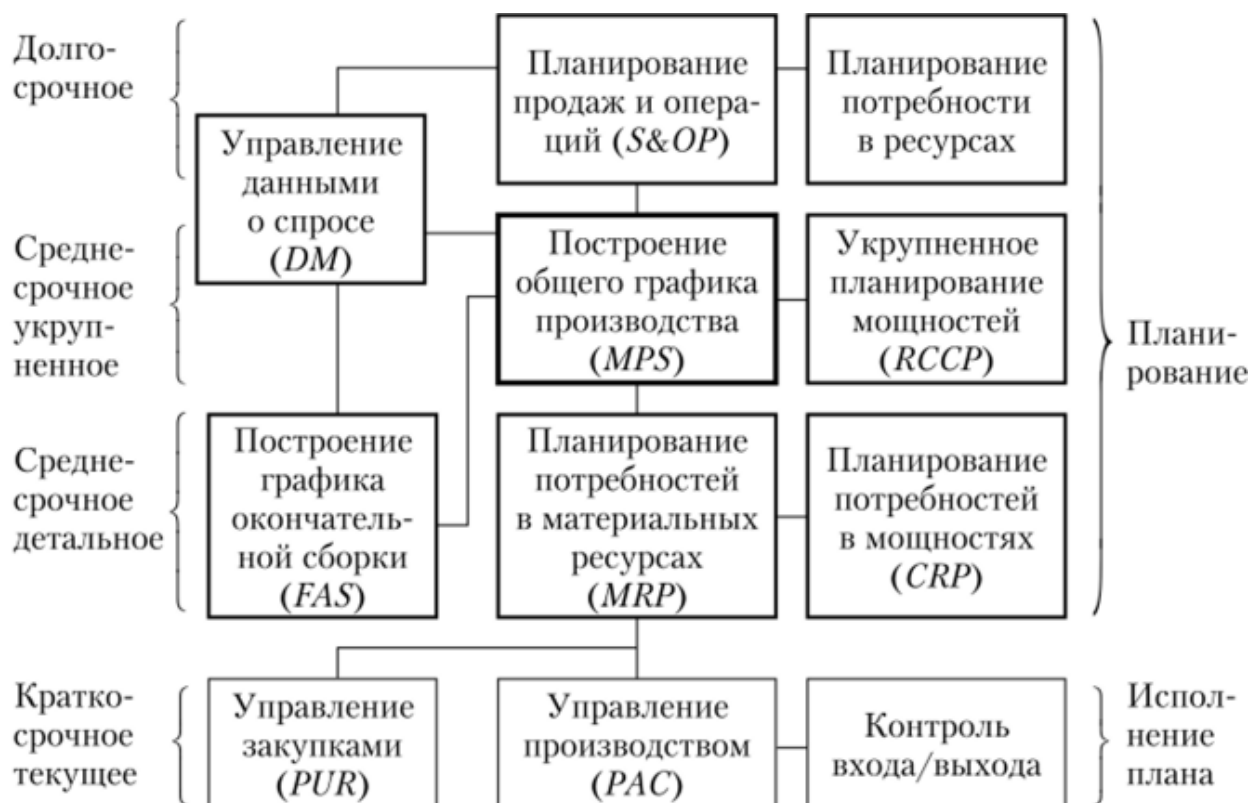 Долго-
срочное
Управление
данными
о спросе
(DM)
Планирование
продаж и опера-
ций (S&OP)
Планирование
потребности
в ресурсах
Средне-
срочное
укруп-
ненное
Построение
общего графика
производства
(MPS)
Укрупненное
планирование
мощностей
(RCCP)
Плани-
рование
Средне-
срочное
детальное
Построение
графика
окончатель-
ной сборки
(FAS)
Планирование
потребностей
в материальных
ресурсах
(MRP)
Планирование
потребностей
в мощностях
(CRP)
Кратко-
срочное
текущее
Управление
закупками
(PUR)
Управление
производством
(PAC)
Контроль
входа/выхода
Испол-
нение
плана